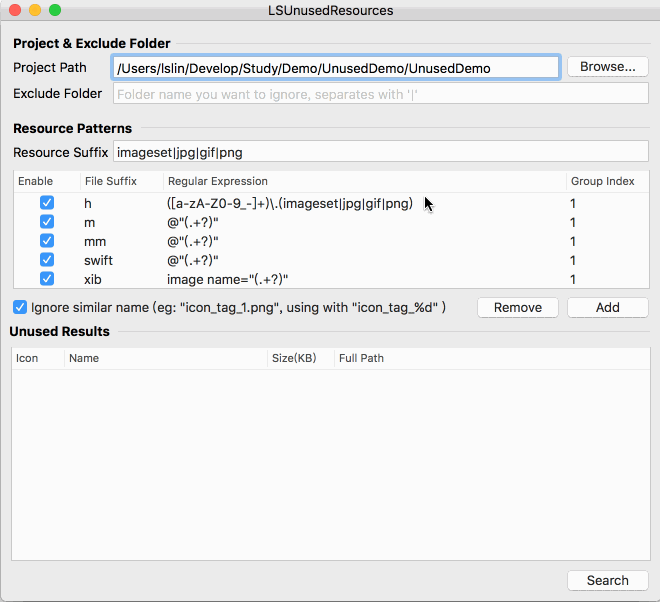 LSUnusedResources
Project & Exclude Folder
Project Path /Users/lslin/Develop/Study/Demo/UnusedDemo/UnusedDemo Browse...
Exclude Folder Folder name you want to ignore, separates with '|'
Resource Patterns
Resource Suffix imageset|jpg|gif|png
Enable File Suffix Regular Expression Group Index
h ([a-zA-Z0-9_-]+)\.(imageset|jpg|gif|png) 1
m @"(.+?)" 1
mm @"(.+?)" 1
swift @"(.+?)" 1
xib image name="(.+?)" 1
Ignore similar name (eg: "icon_tag_1.png", using with "icon_tag_%d" ) Remove Add
Unused Results
Icon Name Size(KB) Full Path
Search